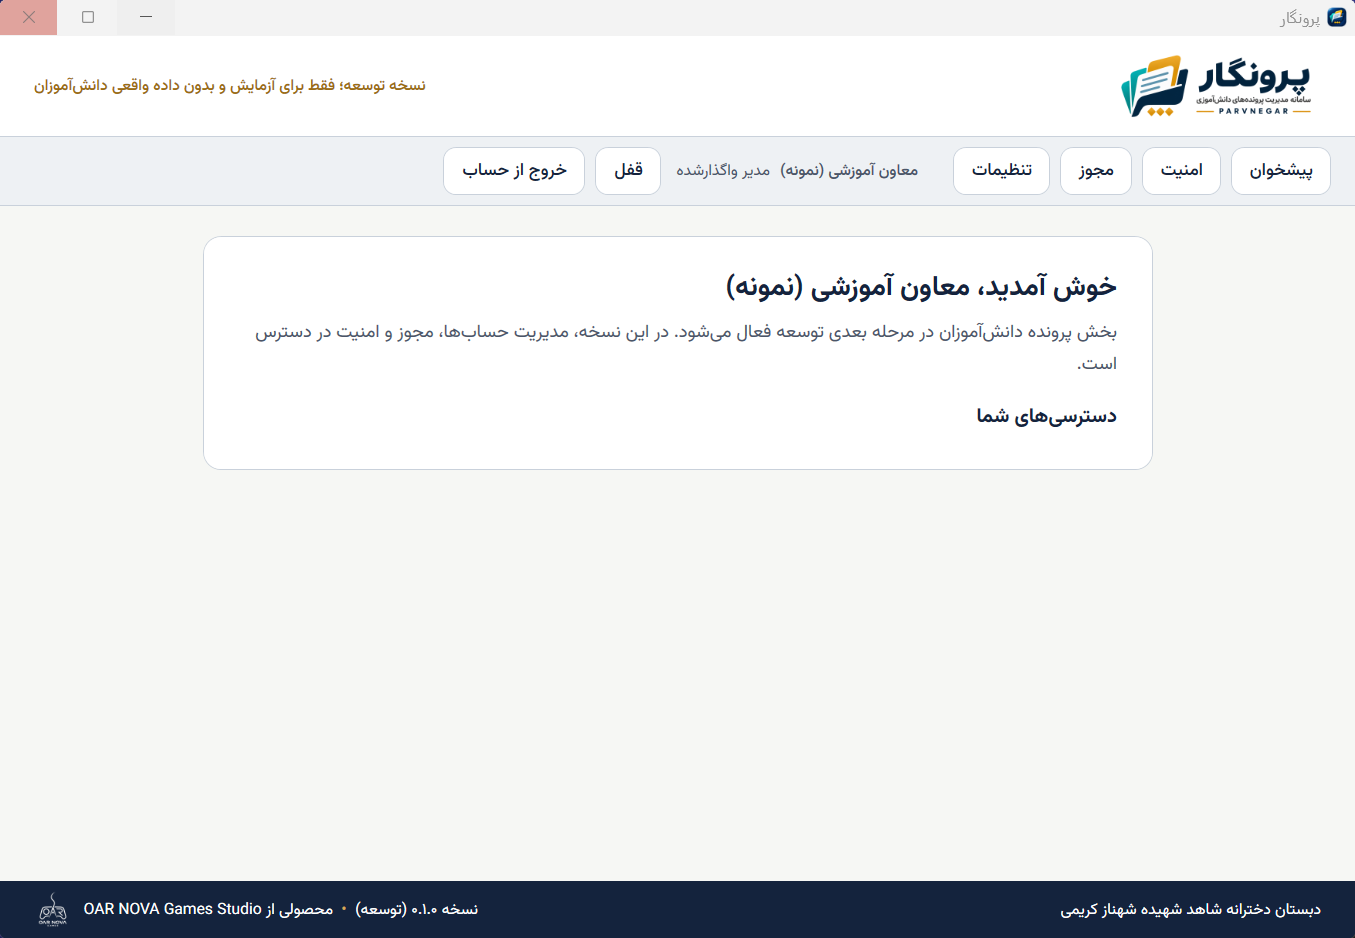 پرونگار
پرونگار
سامانه مدیریت پرونده‌های دانش‌آموزی
PARVNEGAR
نسخه توسعه؛ فقط برای آزمایش و بدون داده واقعی دانش‌آموزان
پیشخوان
امنیت
مجوز
تنظیمات
معاون آموزشی (نمونه) مدیر واگذارشده
قفل
خروج از حساب
خوش آمدید، معاون آموزشی (نمونه)
بخش پرونده دانش‌آموزان در مرحله بعدی توسعه فعال می‌شود. در این نسخه، مدیریت حساب‌ها، مجوز و امنیت در دسترس
است.
دسترسی‌های شما
دبستان دخترانه شاهد شهیده شهناز کریمی
نسخه ۰.۱.۰ (توسعه) • محصولی از OAR NOVA Games Studio
OAR NOVA
GAMES